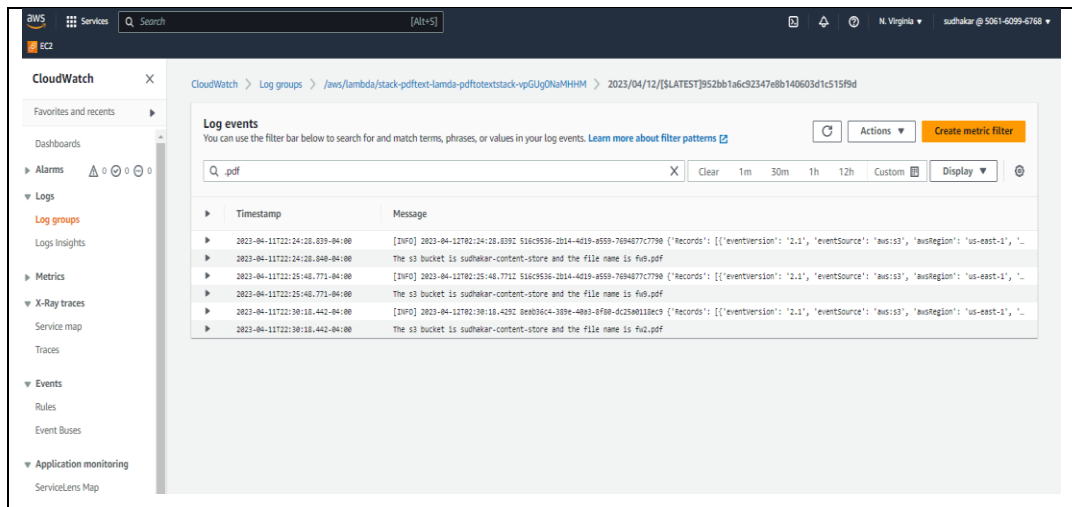 aws Services Search [Alt+S] N. Virginia sudhakar @ 5061-6099-6768
EC2
CloudWatch
Favorites and recents
Dashboards
Alarms 0 0 0
Logs
Log groups
Logs Insights
Metrics
X-Ray traces
Service map
Traces
Events
Rules
Event Buses
Application monitoring
ServiceLens Map
CloudWatch > Log groups > /aws/lambda/stack-pdftext-lamda-pdftotextstack-vpGUg0NaMHHM > 2023/04/12/[$LATEST]952bb1a6c92347e8b140603d1c515f9d
Log events
You can use the filter bar below to search for and match terms, phrases, or values in your log events. Learn more about filter patterns
Actions
Create metric filter
.pdf
Clear 1m 30m 1h 12h Custom Display
Timestamp Message
2023-04-11T22:24:28.839-04:00 [INFO] 2023-04-12T02:24:28.839Z 516c9536-2b14-4d19-a559-7694877c7790 {'Records': [{'eventVersion': '2.1', 'eventSource': 'aws:s3', 'awsRegion': 'us-east-1', '…
2023-04-11T22:24:28.840-04:00 The s3 bucket is sudhakar-content-store and the file name is fw9.pdf
2023-04-11T22:25:48.771-04:00 [INFO] 2023-04-12T02:25:48.771Z 516c9536-2b14-4d19-a559-7694877c7790 {'Records': [{'eventVersion': '2.1', 'eventSource': 'aws:s3', 'awsRegion': 'us-east-1', '…
2023-04-11T22:25:48.771-04:00 The s3 bucket is sudhakar-content-store and the file name is fw9.pdf
2023-04-11T22:30:18.442-04:00 [INFO] 2023-04-12T02:30:18.429Z 8eab36c4-389e-40a3-8f80-dc25a0118ec9 {'Records': [{'eventVersion': '2.1', 'eventSource': 'aws:s3', 'awsRegion': 'us-east-1', '…
2023-04-11T22:30:18.442-04:00 The s3 bucket is sudhakar-content-store and the file name is fw2.pdf